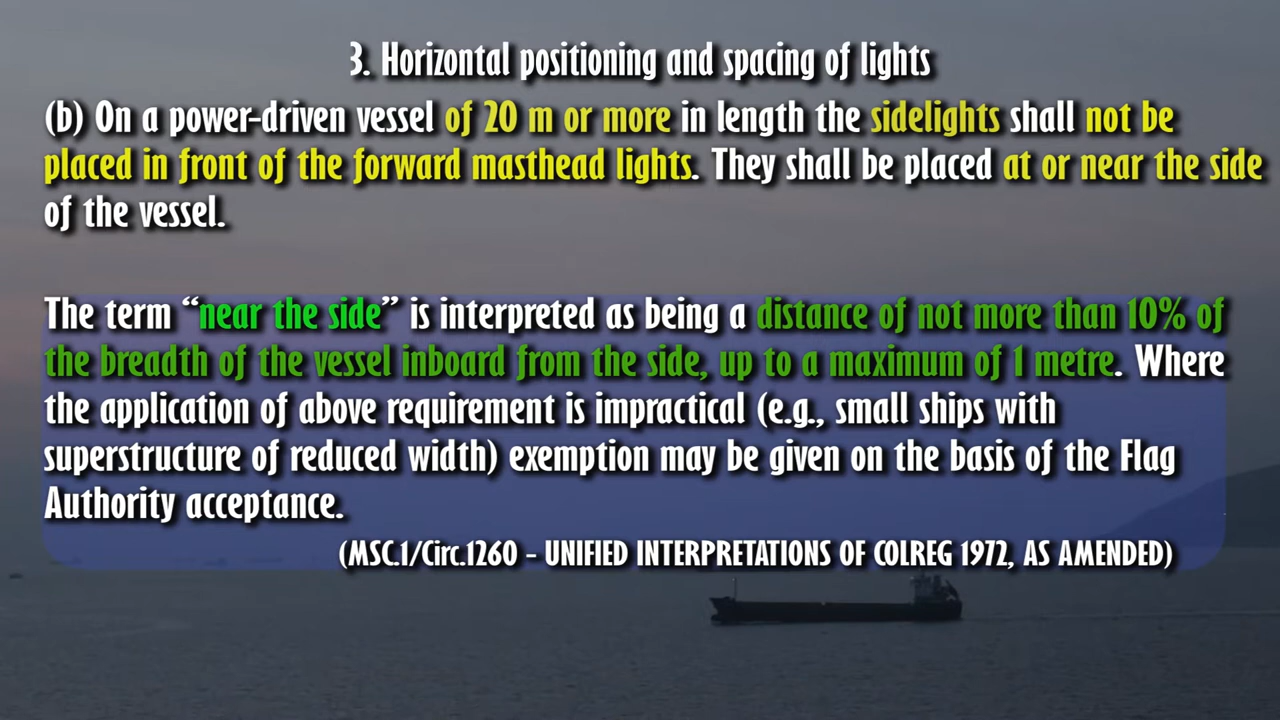 3. Horizontal positioning and spacing of lights
(b) On a power-driven vessel of 20 m or more in length the sidelights shall not be
placed in front of the forward masthead lights. They shall be placed at or near the side
of the vessel.
The term “near the side” is interpreted as being a distance of not more than 10% of
the breadth of the vessel inboard from the side, up to a maximum of 1 metre. Where
the application of above requirement is impractical (e.g., small ships with
superstructure of reduced width) exemption may be given on the basis of the Flag
Authority acceptance.
(MSC.1/Circ.1260 - UNIFIED INTERPRETATIONS OF COLREG 1972, AS AMENDED)